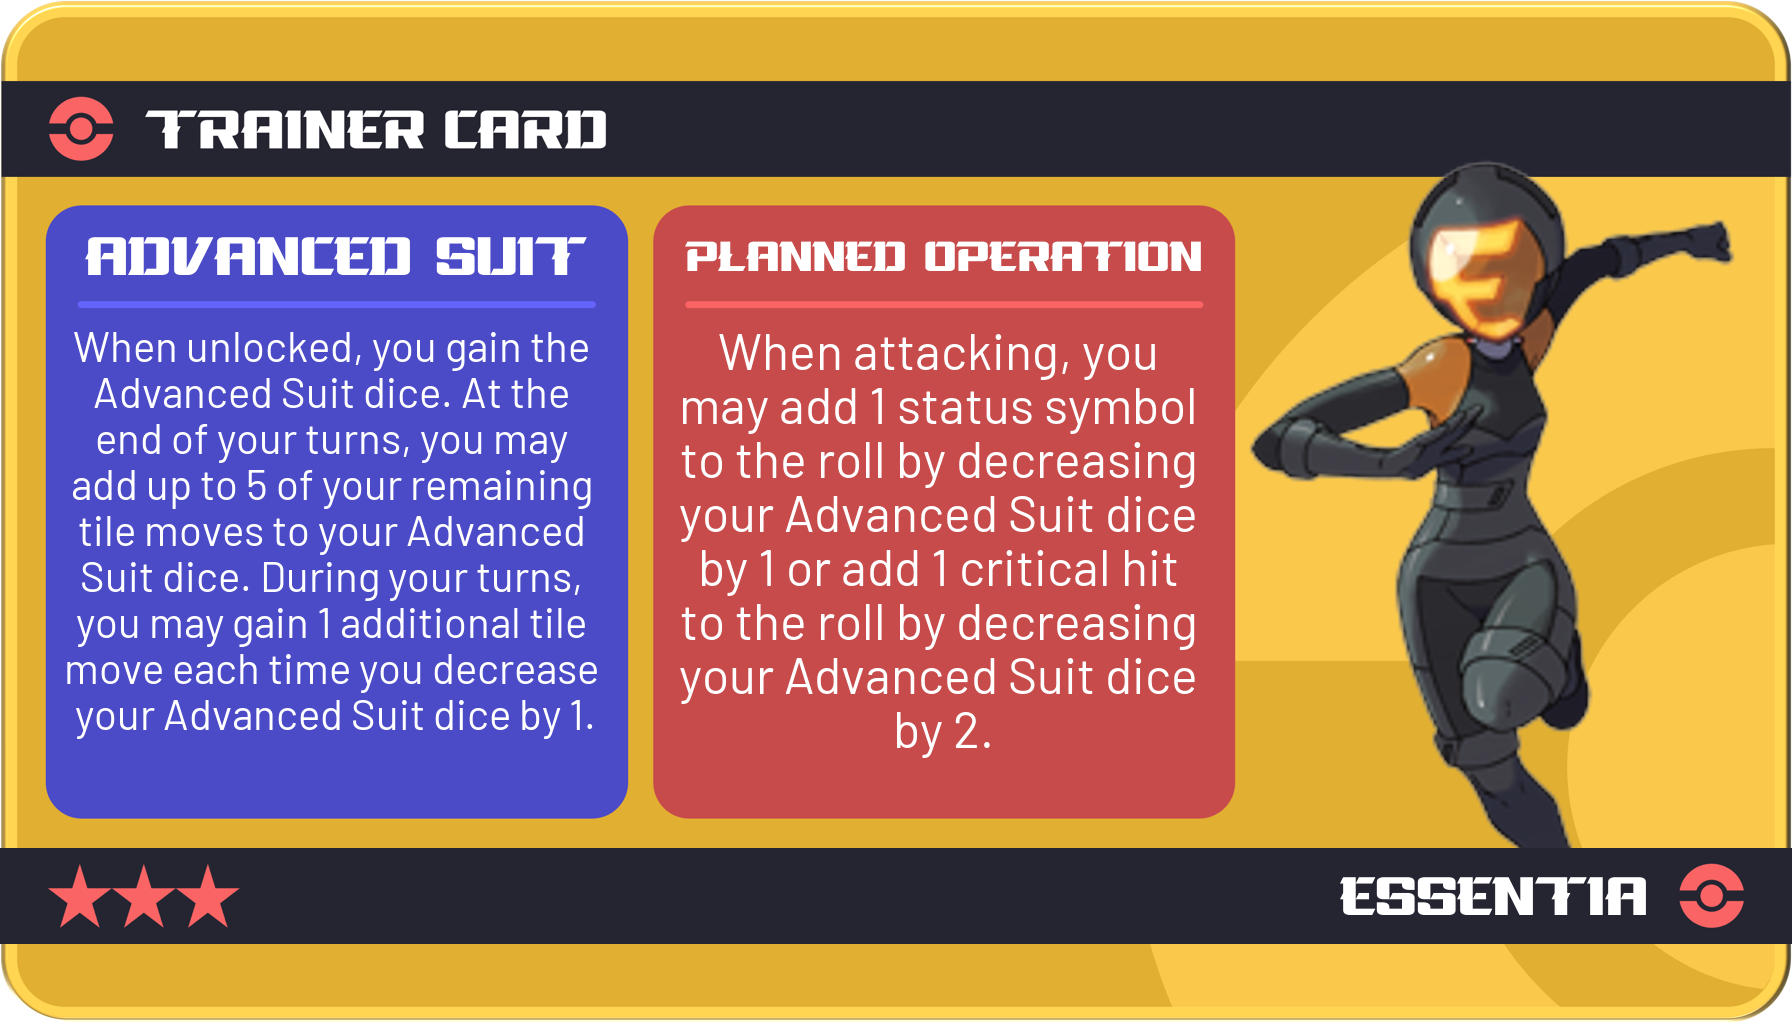 TRAINER CARD
ADVANCED SUIT
When unlocked, you gain the
Advanced Suit dice. At the
end of your turns, you may
add up to 5 of your remaining
tile moves to your Advanced
Suit dice. During your turns,
you may gain 1 additional tile
move each time you decrease
your Advanced Suit dice by 1.
PLANNED OPERATION
When attacking, you
may add 1 status symbol
to the roll by decreasing
your Advanced Suit dice
by 1 or add 1 critical hit
to the roll by decreasing
your Advanced Suit dice
by 2.
ESSENTIA